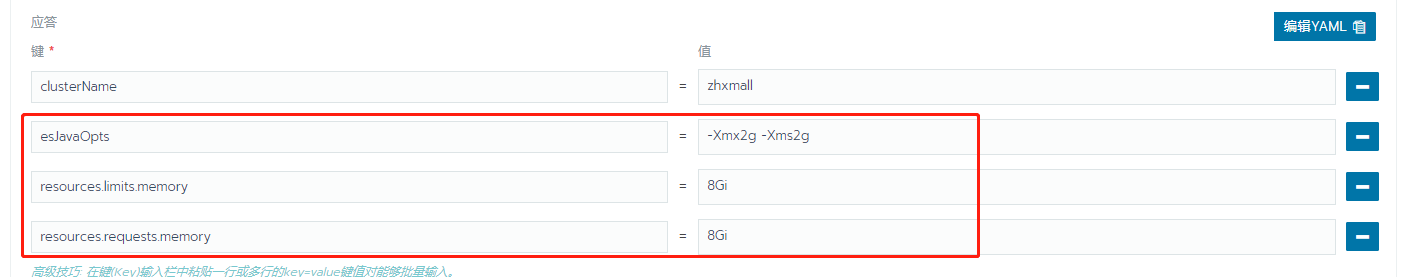 应答
编辑YAML
键 * 值
clusterName = zhxmall
esJavaOpts = -Xmx2g -Xms2g
resources.limits.memory = 8Gi
resources.requests.memory = 8Gi
高级技巧: 在键(Key)输入栏中粘贴一行或多行的key=value键值对能够批量输入。